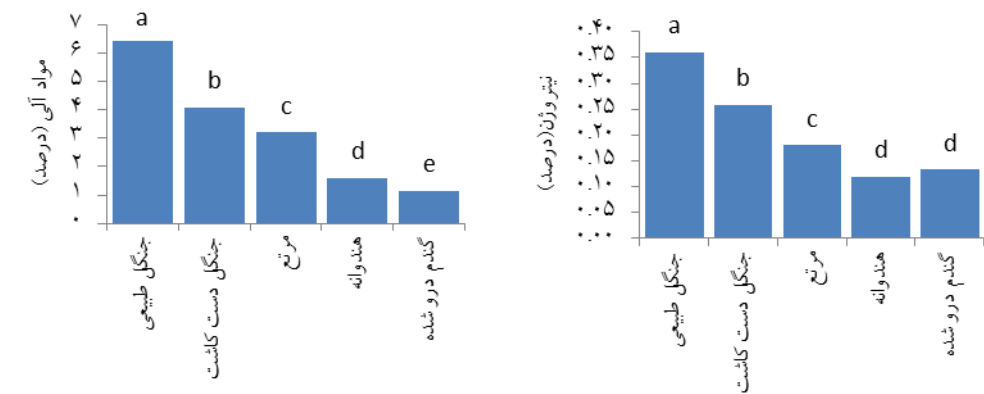 مواد آلی (درصد)
۷
۶
۵
۴
۳
۲
۱
۰
a
b
c
d
e
جنگل طبیعی
جنگل دست کاشت
مرتع
هندوانه
گندم درو شده
نیتروژن(درصد)
۰.۴۰
۰.۳۵
۰.۳۰
۰.۲۵
۰.۲۰
۰.۱۵
۰.۱۰
۰.۰۵
۰.۰۰
a
b
c
d
d
جنگل طبیعی
جنگل دست کاشت
مرتع
هندوانه
گندم درو شده